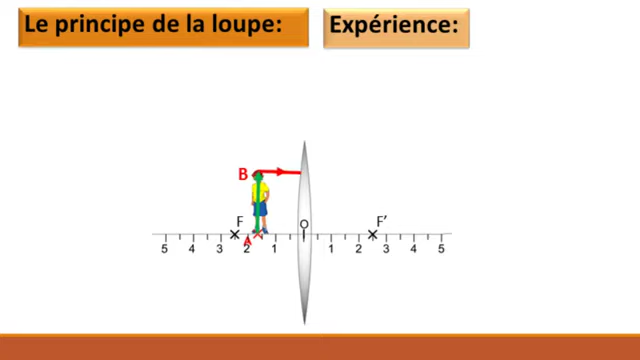 Le principe de la loupe:
Expérience:
B
F O F'
A
5 4 3 2 1 1 2 3 4 5